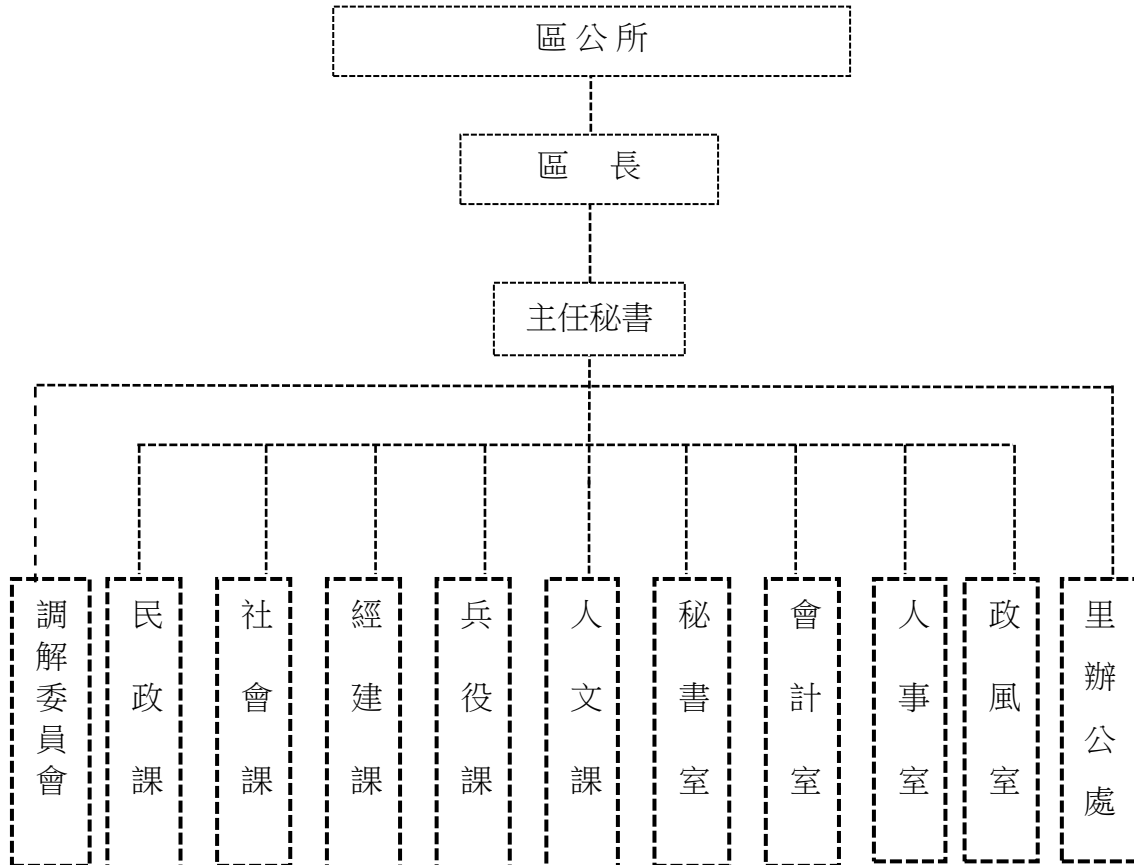 區公所
區 長
主任秘書
調解委員會
民政課
社會課
經建課
兵役課
人文課
秘書室
會計室
人事室
政風室
里辦公處